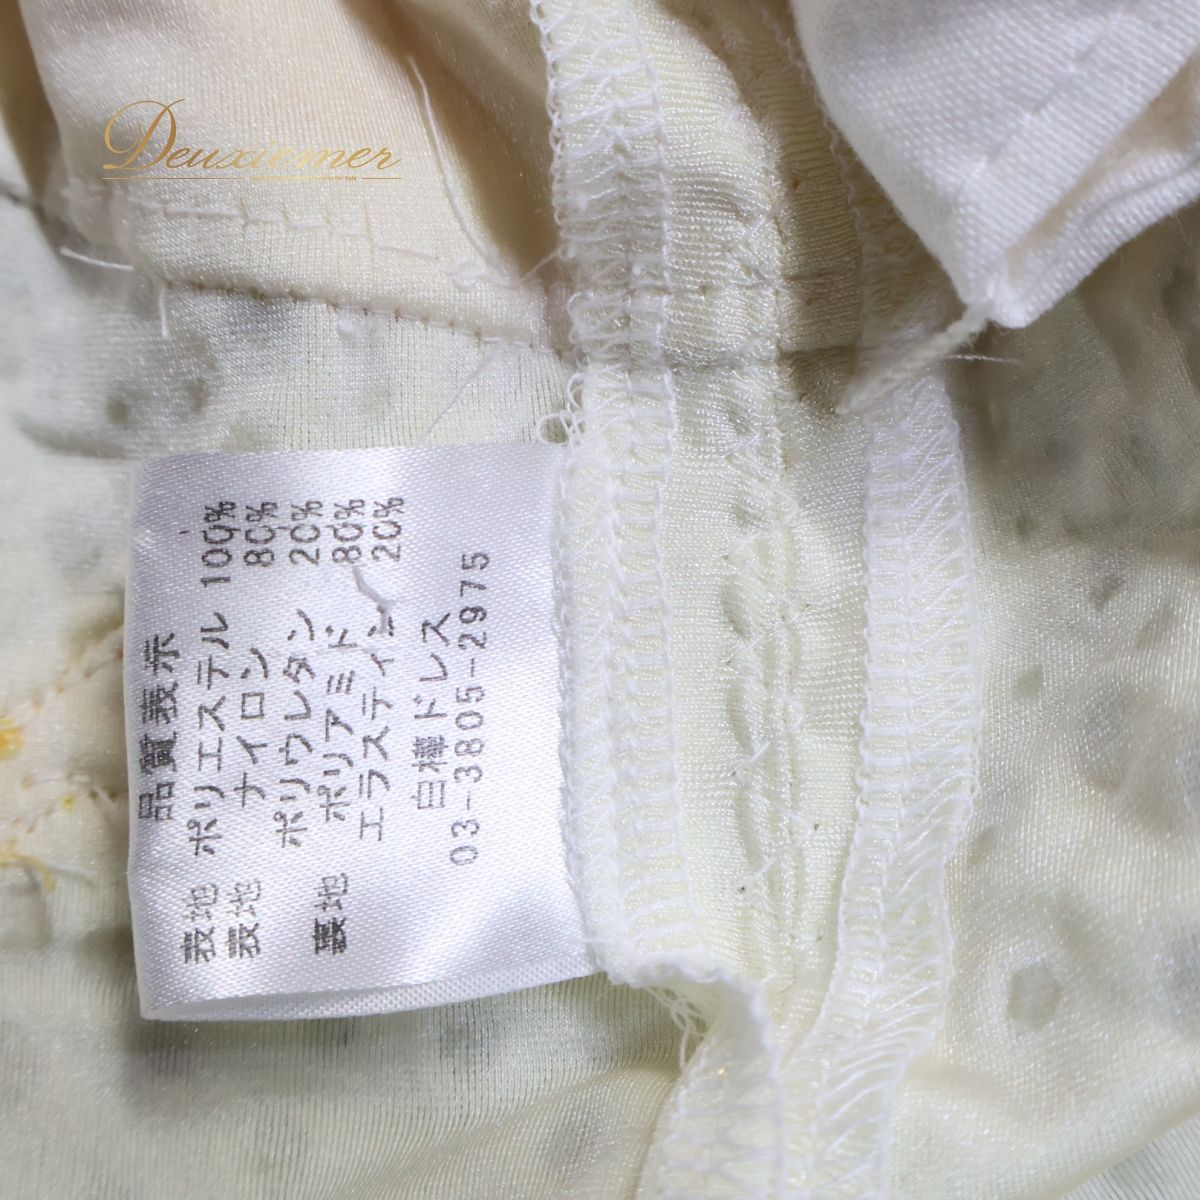 Deuxiemer
品質表示
表地 ポリエステル 100%
表地 ナイロン 80%
ポリウレタン 20%
裏地 ポリアミド 80%
エラスティン 20%
白樺ドレス
03-3805-2975